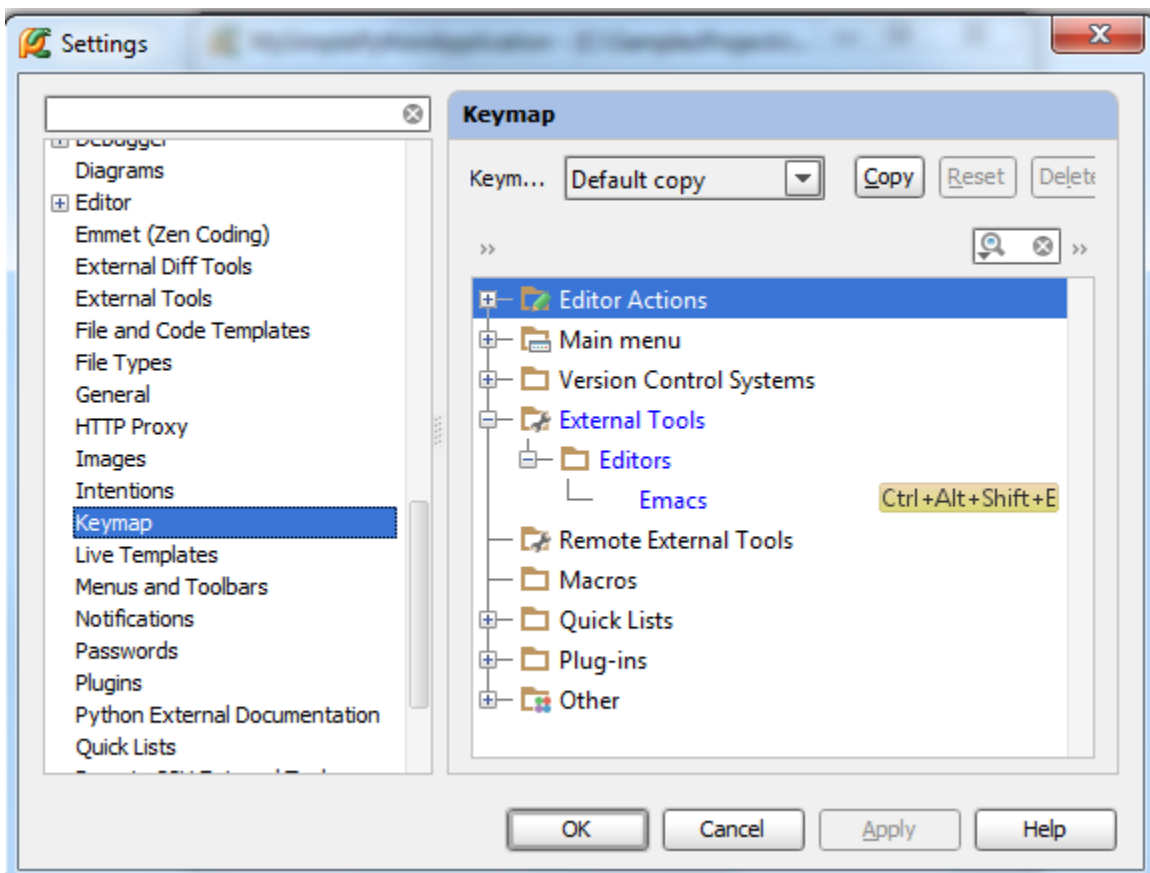 Settings
Keymap
Debugger
Diagrams
Editor
Emmet (Zen Coding)
External Diff Tools
External Tools
File and Code Templates
File Types
General
HTTP Proxy
Images
Intentions
Keymap
Live Templates
Menus and Toolbars
Notifications
Passwords
Plugins
Python External Documentation
Quick Lists
Keym... Default copy Copy Reset Delete
»
»
Editor Actions
Main menu
Version Control Systems
External Tools
Editors
Emacs Ctrl+Alt+Shift+E
Remote External Tools
Macros
Quick Lists
Plug-ins
Other
OK Cancel Apply Help